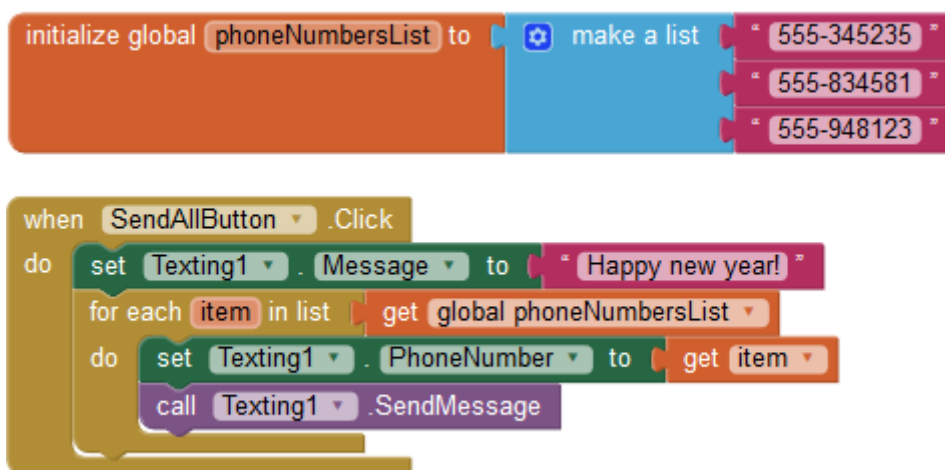 initialize global phoneNumbersList to make a list " 555-345235 "
" 555-834581 "
" 555-948123 "
when SendAllButton .Click
do set Texting1 . Message to " Happy new year! "
for each item in list get global phoneNumbersList
do set Texting1 . PhoneNumber to get item
call Texting1 .SendMessage